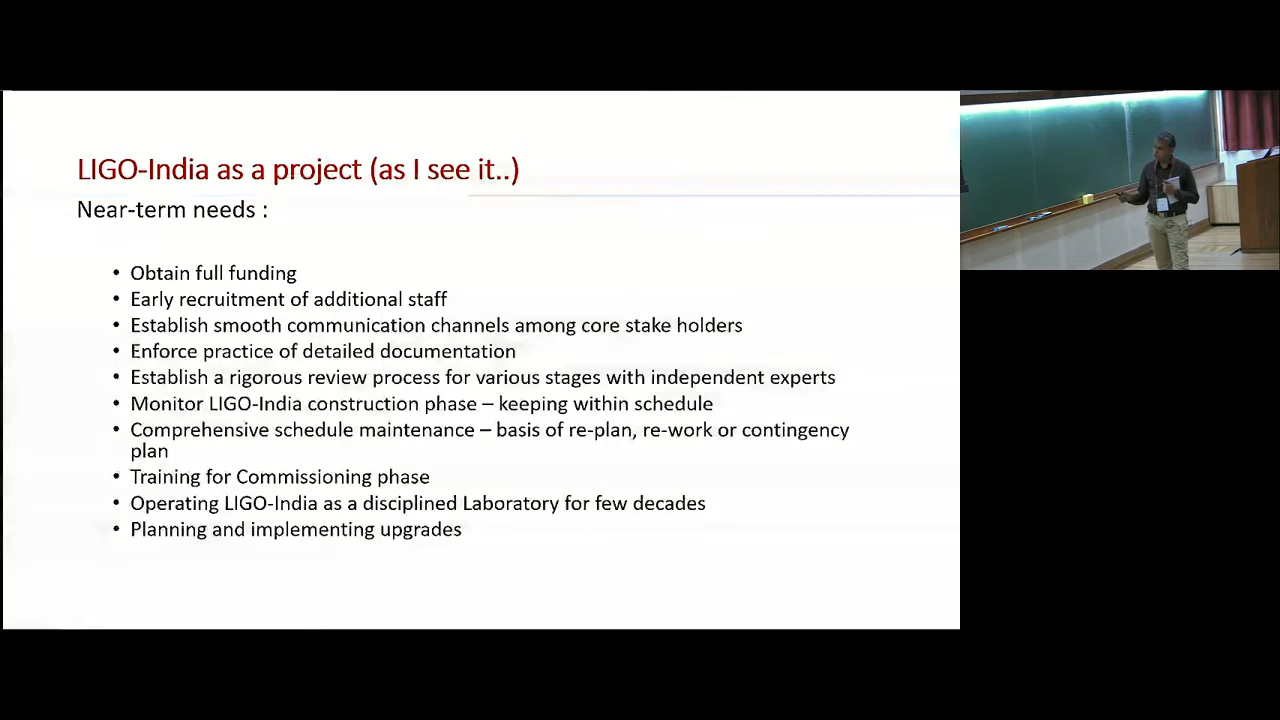 LIGO-India as a project (as I see it..)
Near-term needs :
• Obtain full funding
• Early recruitment of additional staff
• Establish smooth communication channels among core stake holders
• Enforce practice of detailed documentation
• Establish a rigorous review process for various stages with independent experts
• Monitor LIGO-India construction phase – keeping within schedule
• Comprehensive schedule maintenance – basis of re-plan, re-work or contingency
plan
• Training for Commissioning phase
• Operating LIGO-India as a disciplined Laboratory for few decades
• Planning and implementing upgrades